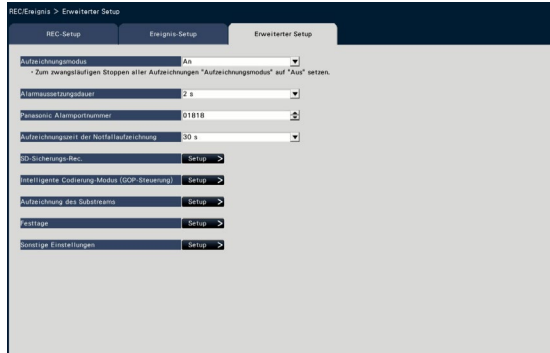 REC/Ereignis > Erweiterter Setup
REC-Setup
Ereignis-Setup
Erweiterter Setup
Aufzeichnungsmodus An
・Zum zwangsläufigen Stoppen aller Aufzeichnungen "Aufzeichnungsmodus" auf "Aus" setzen.
Alarmaussetzungsdauer 2 s
Panasonic Alarmportnummer 01818
Aufzeichnungszeit der Notfallaufzeichnung 30 s
SD-Sicherungs-Rec. Setup >
Intelligente Codierung-Modus (GOP-Steuerung) Setup >
Aufzeichnung des Substreams Setup >
Festtage Setup >
Sonstige Einstellungen Setup >